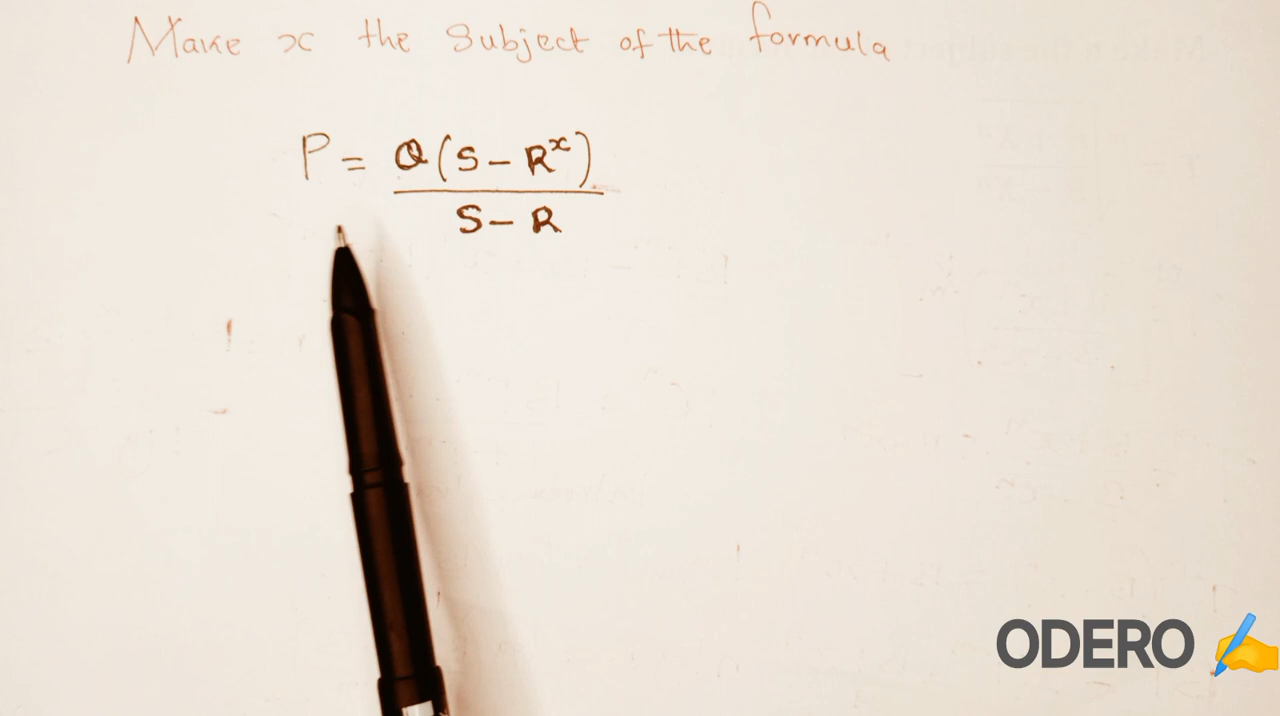 Make x the subject of the formula
P = Q(S - R^x)
S - R
ODERO